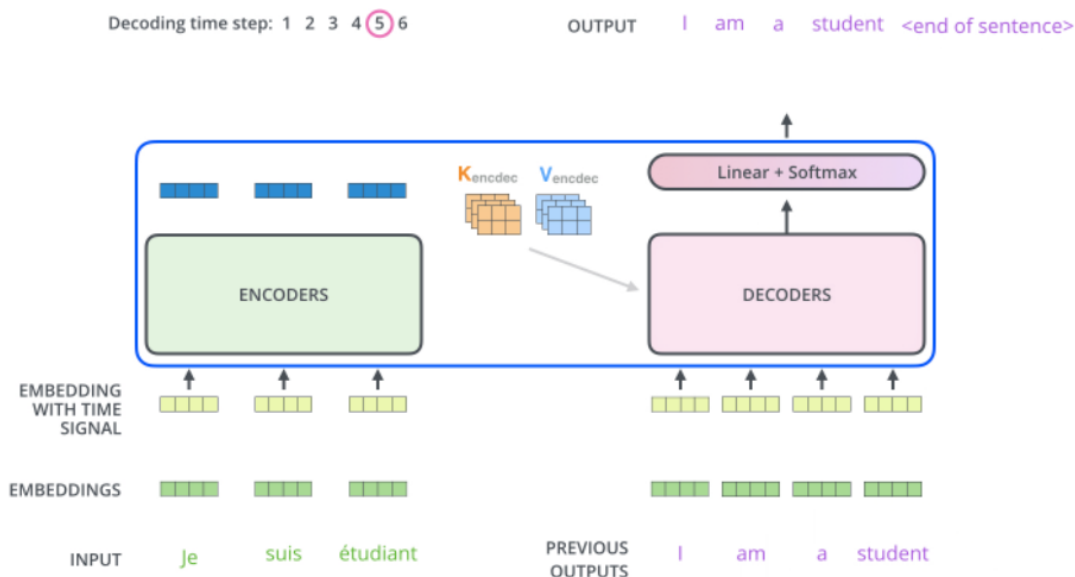 Decoding time step: 1 2 3 4 5 6
OUTPUT I am a student <end of sentence>
Kencdec Vencdec
Linear + Softmax
ENCODERS
DECODERS
EMBEDDING
WITH TIME
SIGNAL
EMBEDDINGS
INPUT Je suis étudiant
PREVIOUS
OUTPUTS
I am a student